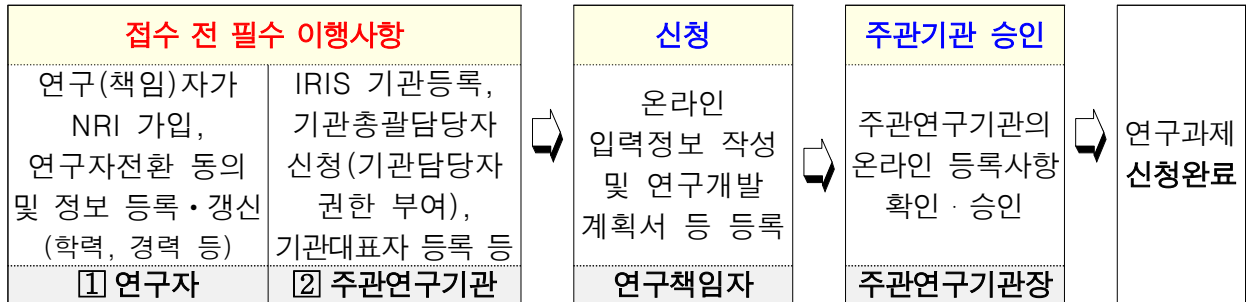 접수 전 필수 이행사항
연구(책임)자가
NRI 가입,
연구자전환 동의
및 정보 등록·갱신
(학력, 경력 등)
1 연구자
IRIS 기관등록,
기관총괄담당자
신청(기관담당자
권한 부여),
기관대표자 등록 등
2 주관연구기관
신청
온라인
입력정보 작성
및 연구개발
계획서 등 등록
연구책임자
주관기관 승인
주관연구기관의
온라인 등록사항
확인 · 승인
주관연구기관장
연구과제
신청완료